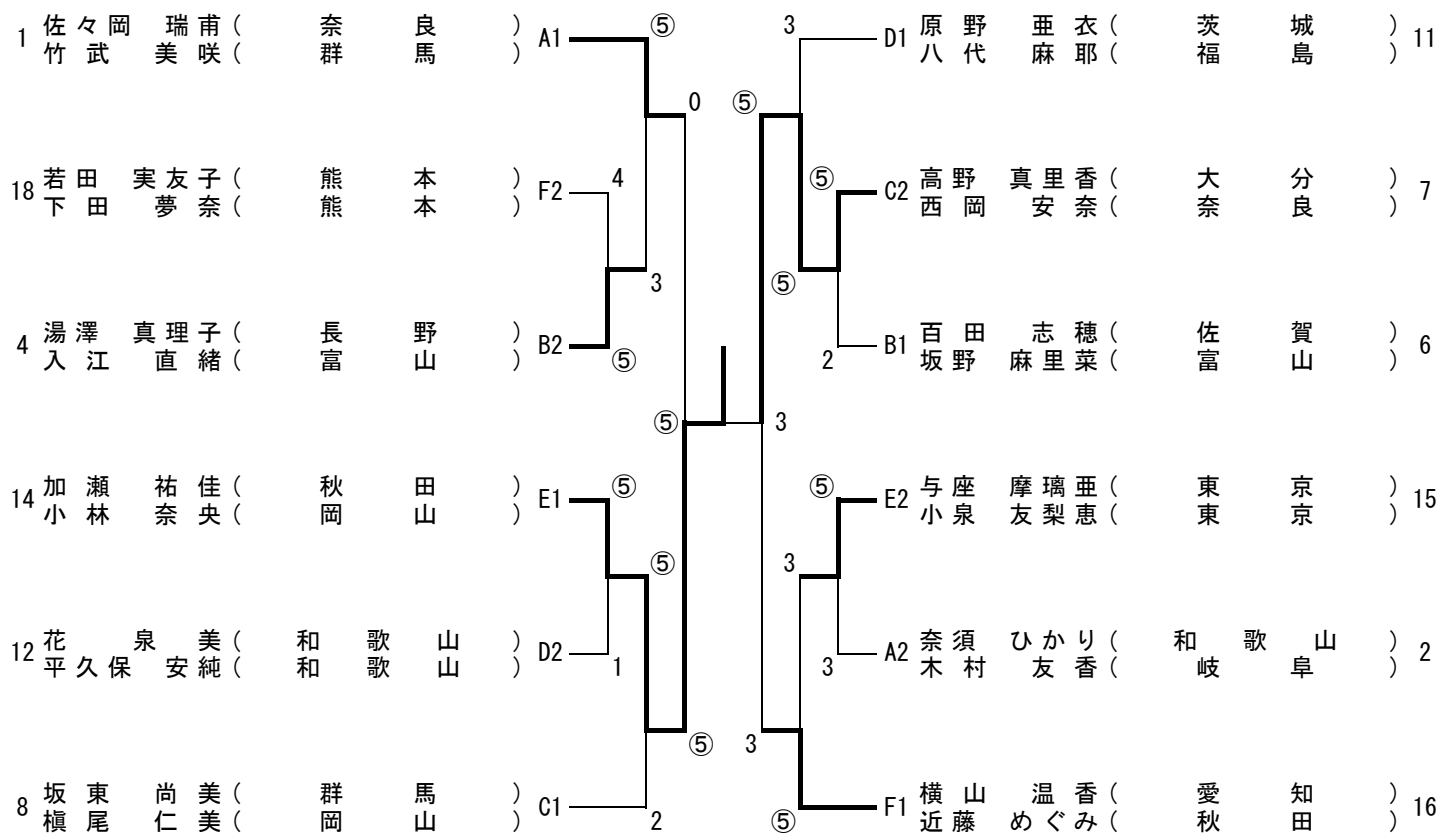 1 佐々岡 瑞甫 ( 奈良 ) A1 ⑤ 3 D1 原野 亜衣 ( 茨城 ) 11
竹武 美咲 ( 群馬 ) 八代 麻耶 ( 福島 )
0 ⑤
18 若田 実友子 ( 熊本 ) F2 4 ⑤ C2 高野 真里香 ( 大分 ) 7
下田 夢奈 ( 熊本 ) 西岡 安奈 ( 奈良 )
3 ⑤
4 湯澤 真理子 ( 長野 ) B2 ⑤ 2 B1 百田 志穂 ( 佐賀 ) 6
入江 直緒 ( 富山 ) 坂野 麻里菜 ( 富山 )
⑤ 3
14 加瀬 祐佳 ( 秋田 ) E1 ⑤ ⑤ E2 与座 摩璃亜 ( 東京 ) 15
小林 奈央 ( 岡山 ) 小泉 友梨恵 ( 東京 )
⑤ 3
12 花 泉美 ( 和歌山 ) D2 1 3 A2 奈須 ひかり ( 和歌山 ) 2
平久保 安純 ( 和歌山 ) 木村 友香 ( 岐阜 )
⑤ 3
8 坂東 尚美 ( 群馬 ) C1 2 ⑤ F1 横山 温香 ( 愛知 ) 16
槇尾 仁美 ( 岡山 ) 近藤 めぐみ ( 秋田 )